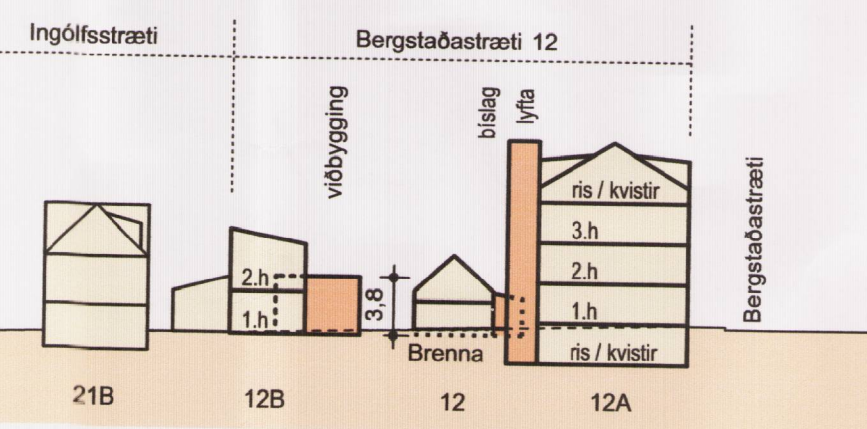 Ingólfsstræti
Bergstaðastræti 12
viðbygging
bíslag
lyfta
Bergstaðastræti
ris / kvistir
3.h
2.h
1.h
ris / kvistir
2.h
1.h
3,8
Brenna
21B
12B
12
12A